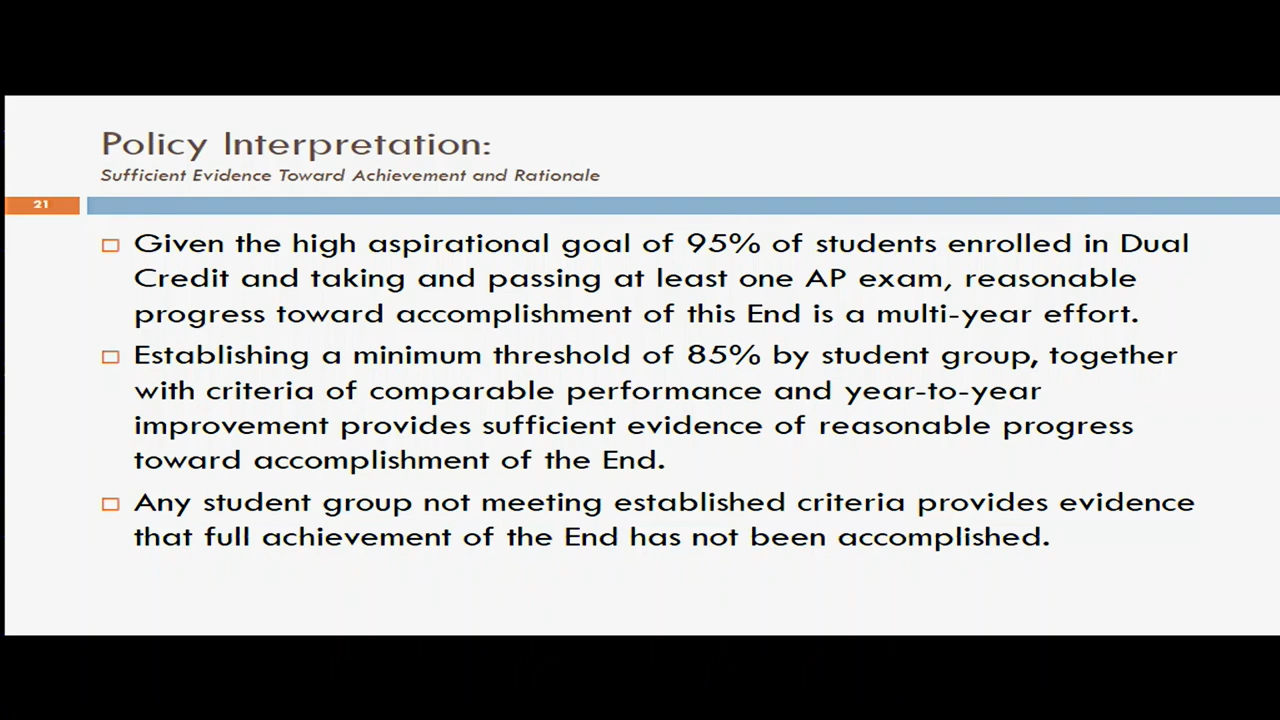 Policy Interpretation:
Sufficient Evidence Toward Achievement and Rationale
21
Given the high aspirational goal of 95% of students enrolled in Dual
Credit and taking and passing at least one AP exam, reasonable
progress toward accomplishment of this End is a multi-year effort.
Establishing a minimum threshold of 85% by student group, together
with criteria of comparable performance and year-to-year
improvement provides sufficient evidence of reasonable progress
toward accomplishment of the End.
Any student group not meeting established criteria provides evidence
that full achievement of the End has not been accomplished.